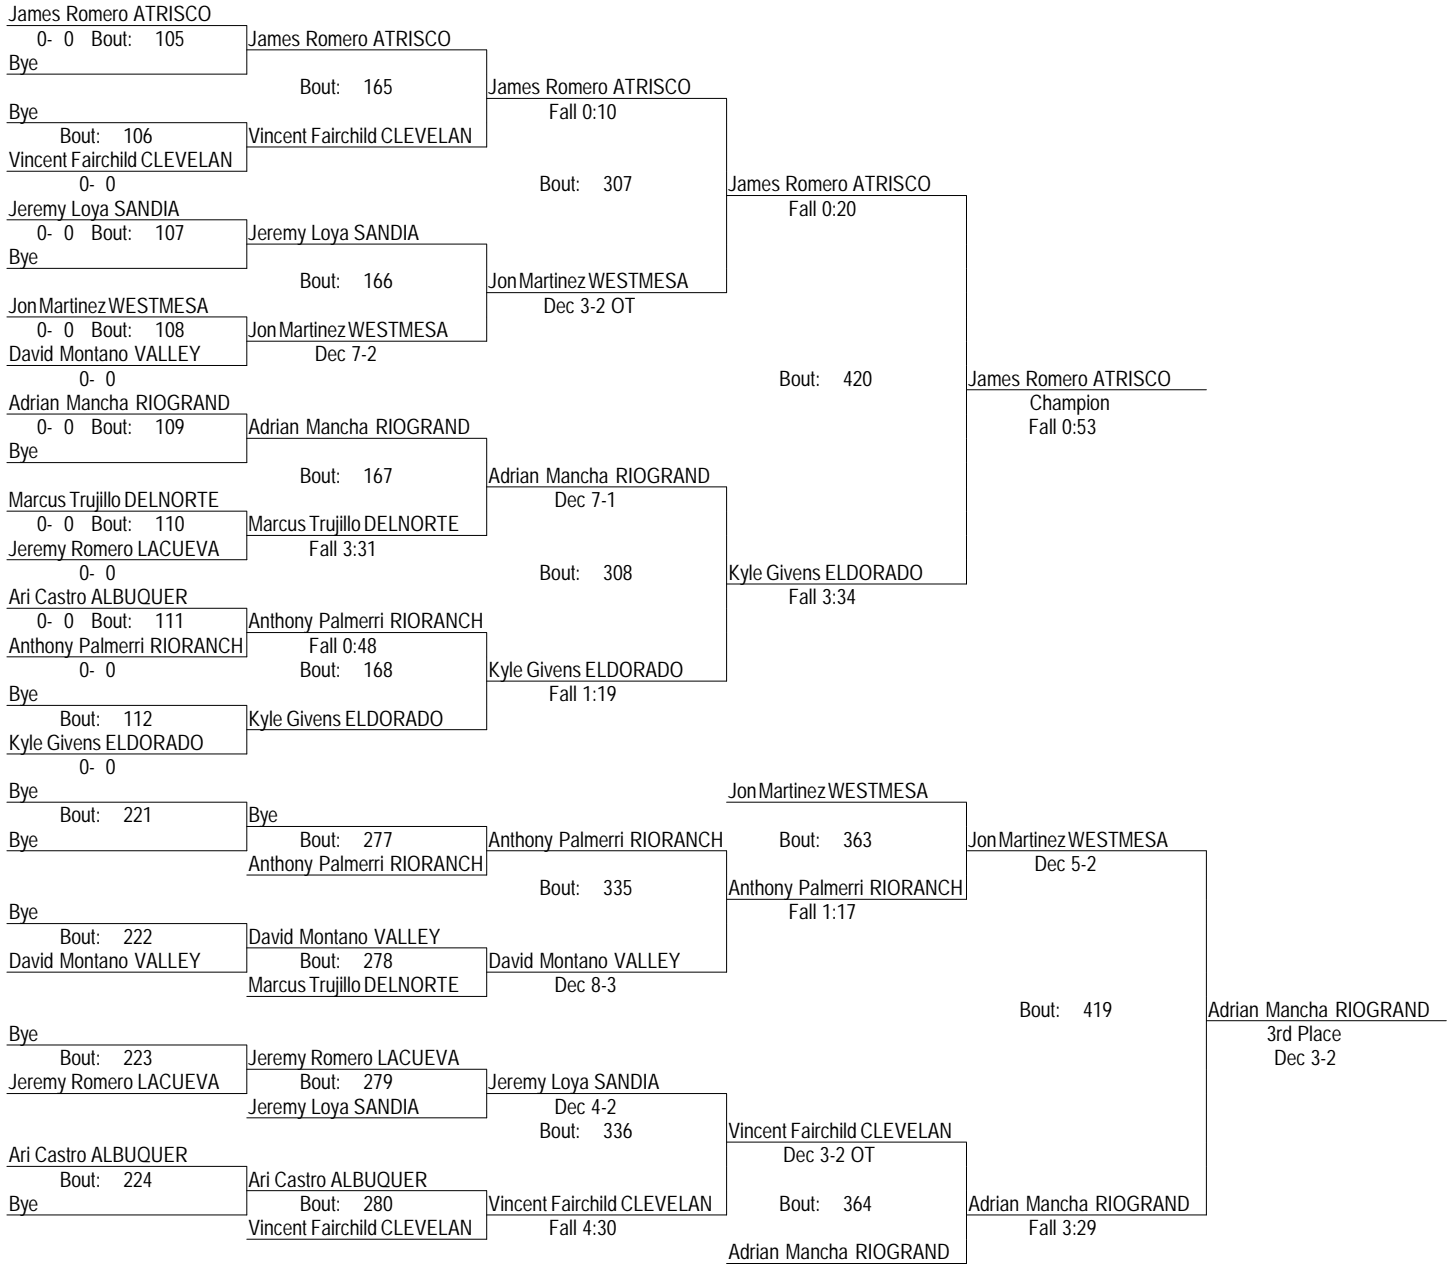 James Romero ATRISCO
0- 0 Bout: 105 James Romero ATRISCO
Bye
Bout: 165 James Romero ATRISCO
Bye Fall 0:10
Bout: 106 Vincent Fairchild CLEVELAN
Vincent Fairchild CLEVELAN
0- 0 Bout: 307 James Romero ATRISCO
Jeremy Loya SANDIA Fall 0:20
0- 0 Bout: 107 Jeremy Loya SANDIA
Bye
Bout: 166 Jon Martinez WESTMESA
Jon Martinez WESTMESA Dec 3-2 OT
0- 0 Bout: 108 Jon Martinez WESTMESA
David Montano VALLEY Dec 7-2
0- 0 Bout: 420 James Romero ATRISCO
Adrian Mancha RIOGRAND Champion
0- 0 Bout: 109 Adrian Mancha RIOGRAND Fall 0:53
Bye
Bout: 167 Adrian Mancha RIOGRAND
Marcus Trujillo DELNORTE Dec 7-1
0- 0 Bout: 110 Marcus Trujillo DELNORTE
Jeremy Romero LACUEVA Fall 3:31
0- 0 Bout: 308 Kyle Givens ELDORADO
Ari Castro ALBUQUER Fall 3:34
0- 0 Bout: 111 Anthony Palmerri RIORANCH
Anthony Palmerri RIORANCH Fall 0:48
0- 0 Bout: 168 Kyle Givens ELDORADO
Bye Fall 1:19
Bout: 112 Kyle Givens ELDORADO
Kyle Givens ELDORADO
0- 0
Bye Jon Martinez WESTMESA
Bout: 221 Bye
Bye Bout: 277 Anthony Palmerri RIORANCH Bout: 363 Jon Martinez WESTMESA
Anthony Palmerri RIORANCH Dec 5-2
Bout: 335 Anthony Palmerri RIORANCH
Bye Fall 1:17
Bout: 222 David Montano VALLEY
David Montano VALLEY Bout: 278 David Montano VALLEY
Marcus Trujillo DELNORTE Dec 8-3
Bout: 419 Adrian Mancha RIOGRAND
Bye 3rd Place
Bout: 223 Jeremy Romero LACUEVA Dec 3-2
Jeremy Romero LACUEVA Bout: 279 Jeremy Loya SANDIA
Jeremy Loya SANDIA Dec 4-2
Bout: 336 Vincent Fairchild CLEVELAN
Ari Castro ALBUQUER Dec 3-2 OT
Bout: 224 Ari Castro ALBUQUER
Bye Bout: 280 Vincent Fairchild CLEVELAN Bout: 364 Adrian Mancha RIOGRAND
Vincent Fairchild CLEVELAN Fall 4:30 Fall 3:29
Adrian Mancha RIOGRAND